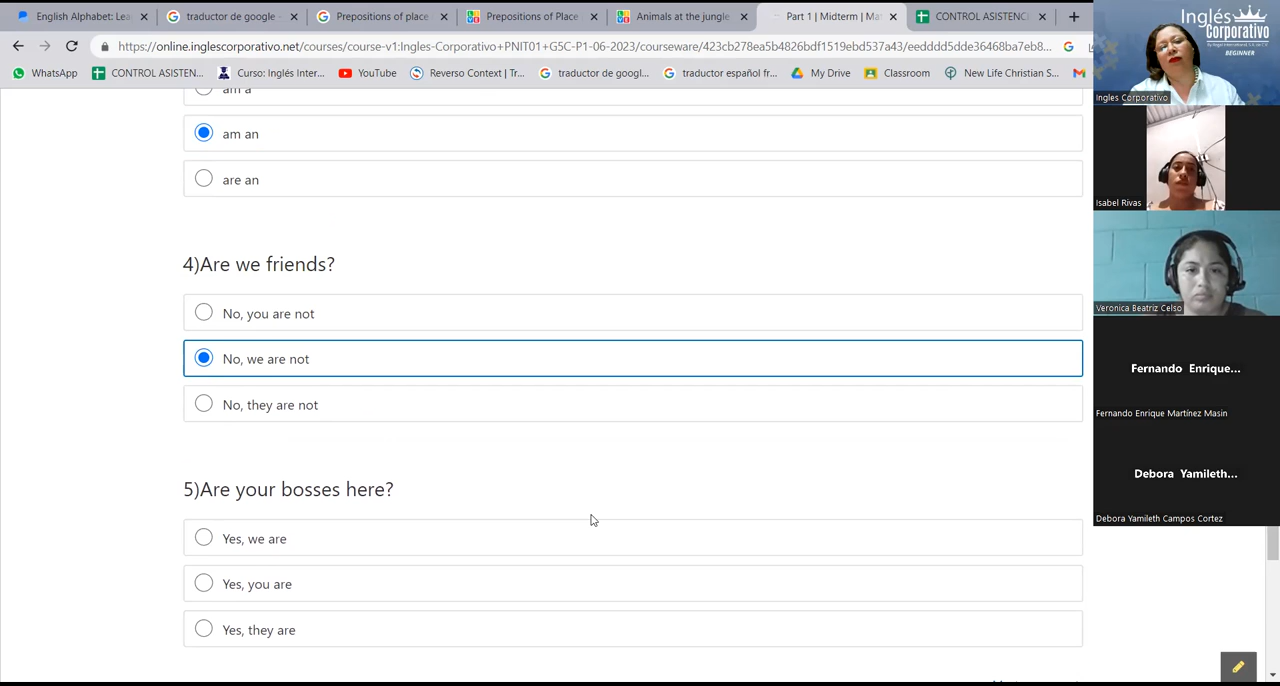 English Alphabet: Lea
traductor de google -
Prepositions of place
Prepositions of Place
Animals at the jungle
Part 1 | Midterm | Ma
CONTROL ASISTENC
https://online.inglescorporativo.net/courses/course-v1:Ingles-Corporativo+PNIT01+G5C-P1-06-2023/courseware/423cb278ea5b4826bdf1519ebd537a43/eedddd5dde36468ba7eb8...
WhatsApp
CONTROL ASISTEN...
Curso: Inglés Inter...
YouTube
Reverso Context | Tr...
traductor de googl...
traductor español fr...
My Drive
Classroom
New Life Christian S...
am a
am an
are an
4)Are we friends?
No, you are not
No, we are not
No, they are not
5)Are your bosses here?
Yes, we are
Yes, you are
Yes, they are
Inglés
Corporativo
BEGINNER
Ingles Corporativo
Isabel Rivas
Veronica Beatriz Celso
Fernando Enrique...
Fernando Enrique Martínez Masin
Debora Yamileth...
Debora Yamileth Campos Cortez